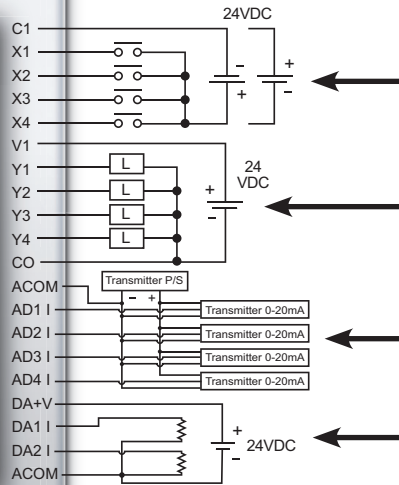 24VDC
C1
X1
X2
X3
X4
- +
+ -
V1
Y1 L
Y2 L
Y3 L
Y4 L
CO
+
-
24
VDC
ACOM
Transmitter P/S
- +
AD1 I Transmitter 0-20mA
AD2 I Transmitter 0-20mA
AD3 I Transmitter 0-20mA
AD4 I Transmitter 0-20mA
DA+V
DA1 I
DA2 I
ACOM
+
-
24VDC